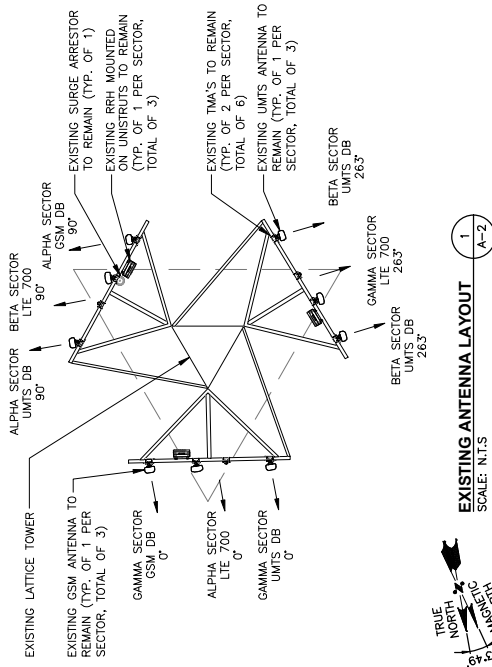 EXISTING LATTICE TOWER
EXISTING GSM ANTENNA TO
REMAIN (TYP. OF 1 PER
SECTOR, TOTAL OF 3)
ALPHA SECTOR
UMTS DB
90°
BETA SECTOR
LTE 700
90°
ALPHA SECTOR
GSM DB
90°
EXISTING SURGE ARRESTOR
TO REMAIN (TYP. OF 1)
EXISTING RRH MOUNTED
ON UNISTRUTS TO REMAIN
(TYP. OF 1 PER SECTOR,
TOTAL OF 3)
EXISTING TMA'S TO REMAIN
(TYP. OF 2 PER SECTOR,
TOTAL OF 6)
EXISTING UMTS ANTENNA TO
REMAIN (TYP. OF 1 PER
SECTOR, TOTAL OF 3)
GAMMA SECTOR
GSM DB
0°
ALPHA SECTOR
LTE 700
0°
GAMMA SECTOR
UMTS DB
0°
BETA SECTOR
UMTS DB
263°
GAMMA SECTOR
LTE 700
263°
BETA SECTOR
UMTS DB
263°
TRUE
NORTH
MAGNETIC
NORTH
3°49'
EXISTING ANTENNA LAYOUT
SCALE: N.T.S
1
A-2